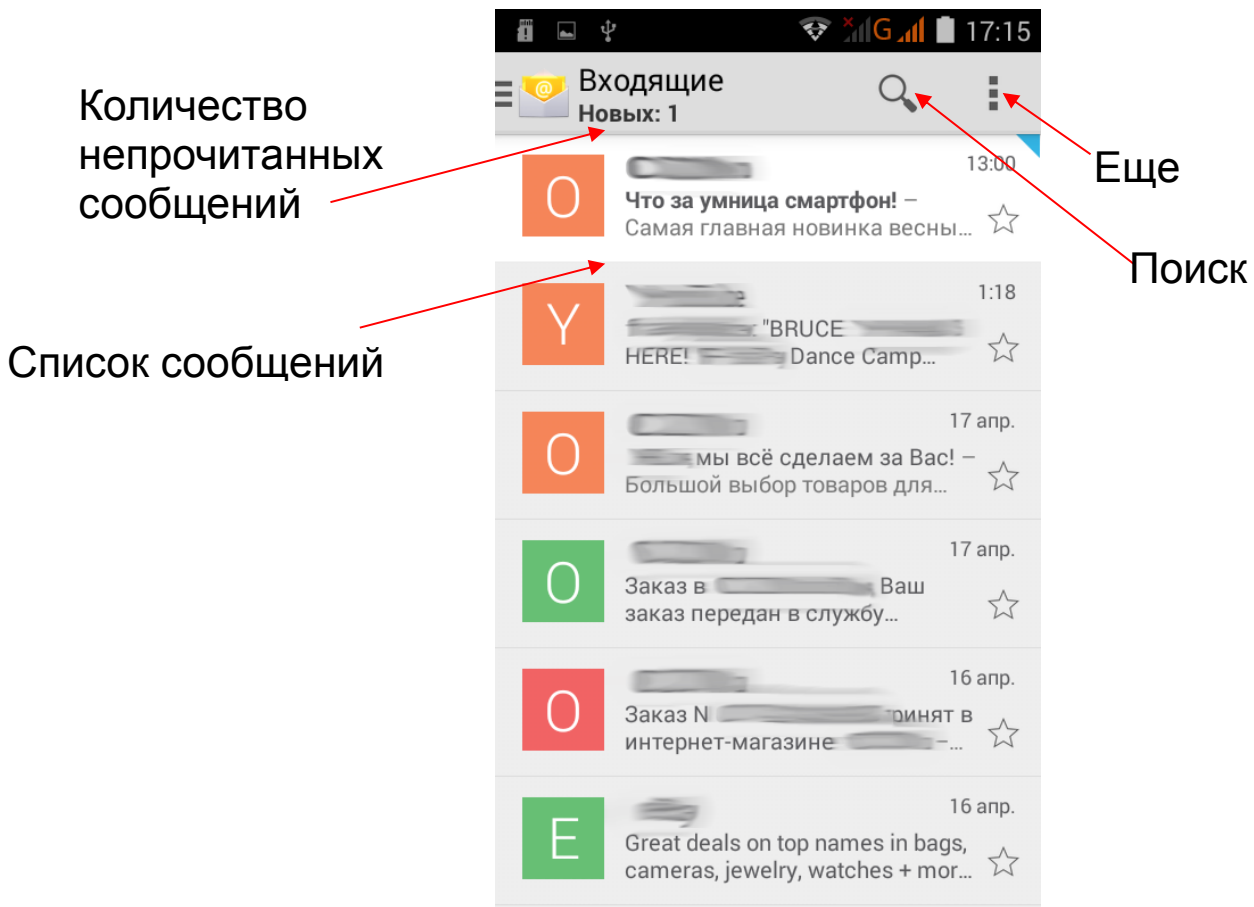 G 17:15
Входящие
Новых: 1
Количество
непрочитанных
сообщений
Еще
Поиск
Список сообщений
O
13:00
Что за умница смартфон! –
Самая главная новинка весны...
Y
1:18
"BRUCE
HERE! Dance Camp...
O
17 апр.
мы всё сделаем за Вас! –
Большой выбор товаров для...
O
17 апр.
Заказ в Ваш
заказ передан в службу...
O
16 апр.
Заказ N в
интернет-магазине –...
E
16 апр.
Great deals on top names in bags,
cameras, jewelry, watches + mor...